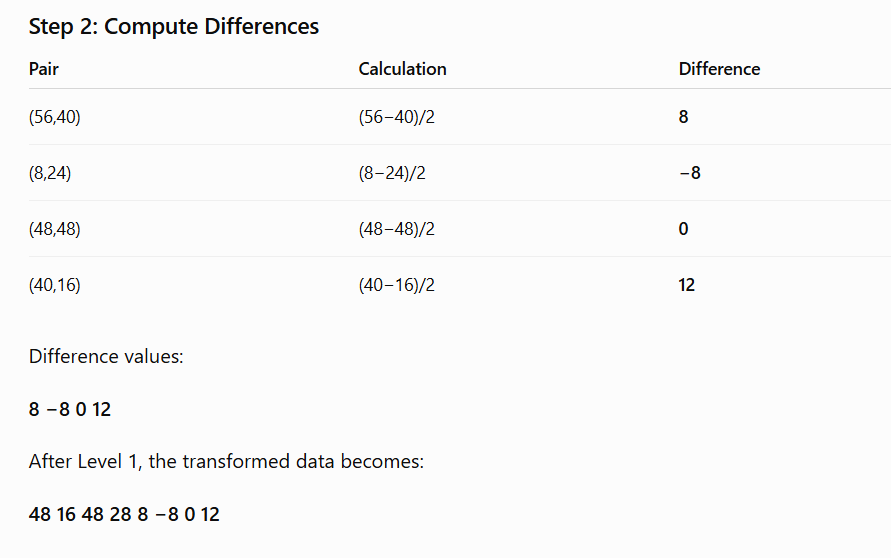 Step 2: Compute Differences
Pair Calculation Difference
(56,40) (56−40)/2 8
(8,24) (8−24)/2 −8
(48,48) (48−48)/2 0
(40,16) (40−16)/2 12
Difference values:
8 −8 0 12
After Level 1, the transformed data becomes:
48 16 48 28 8 −8 0 12